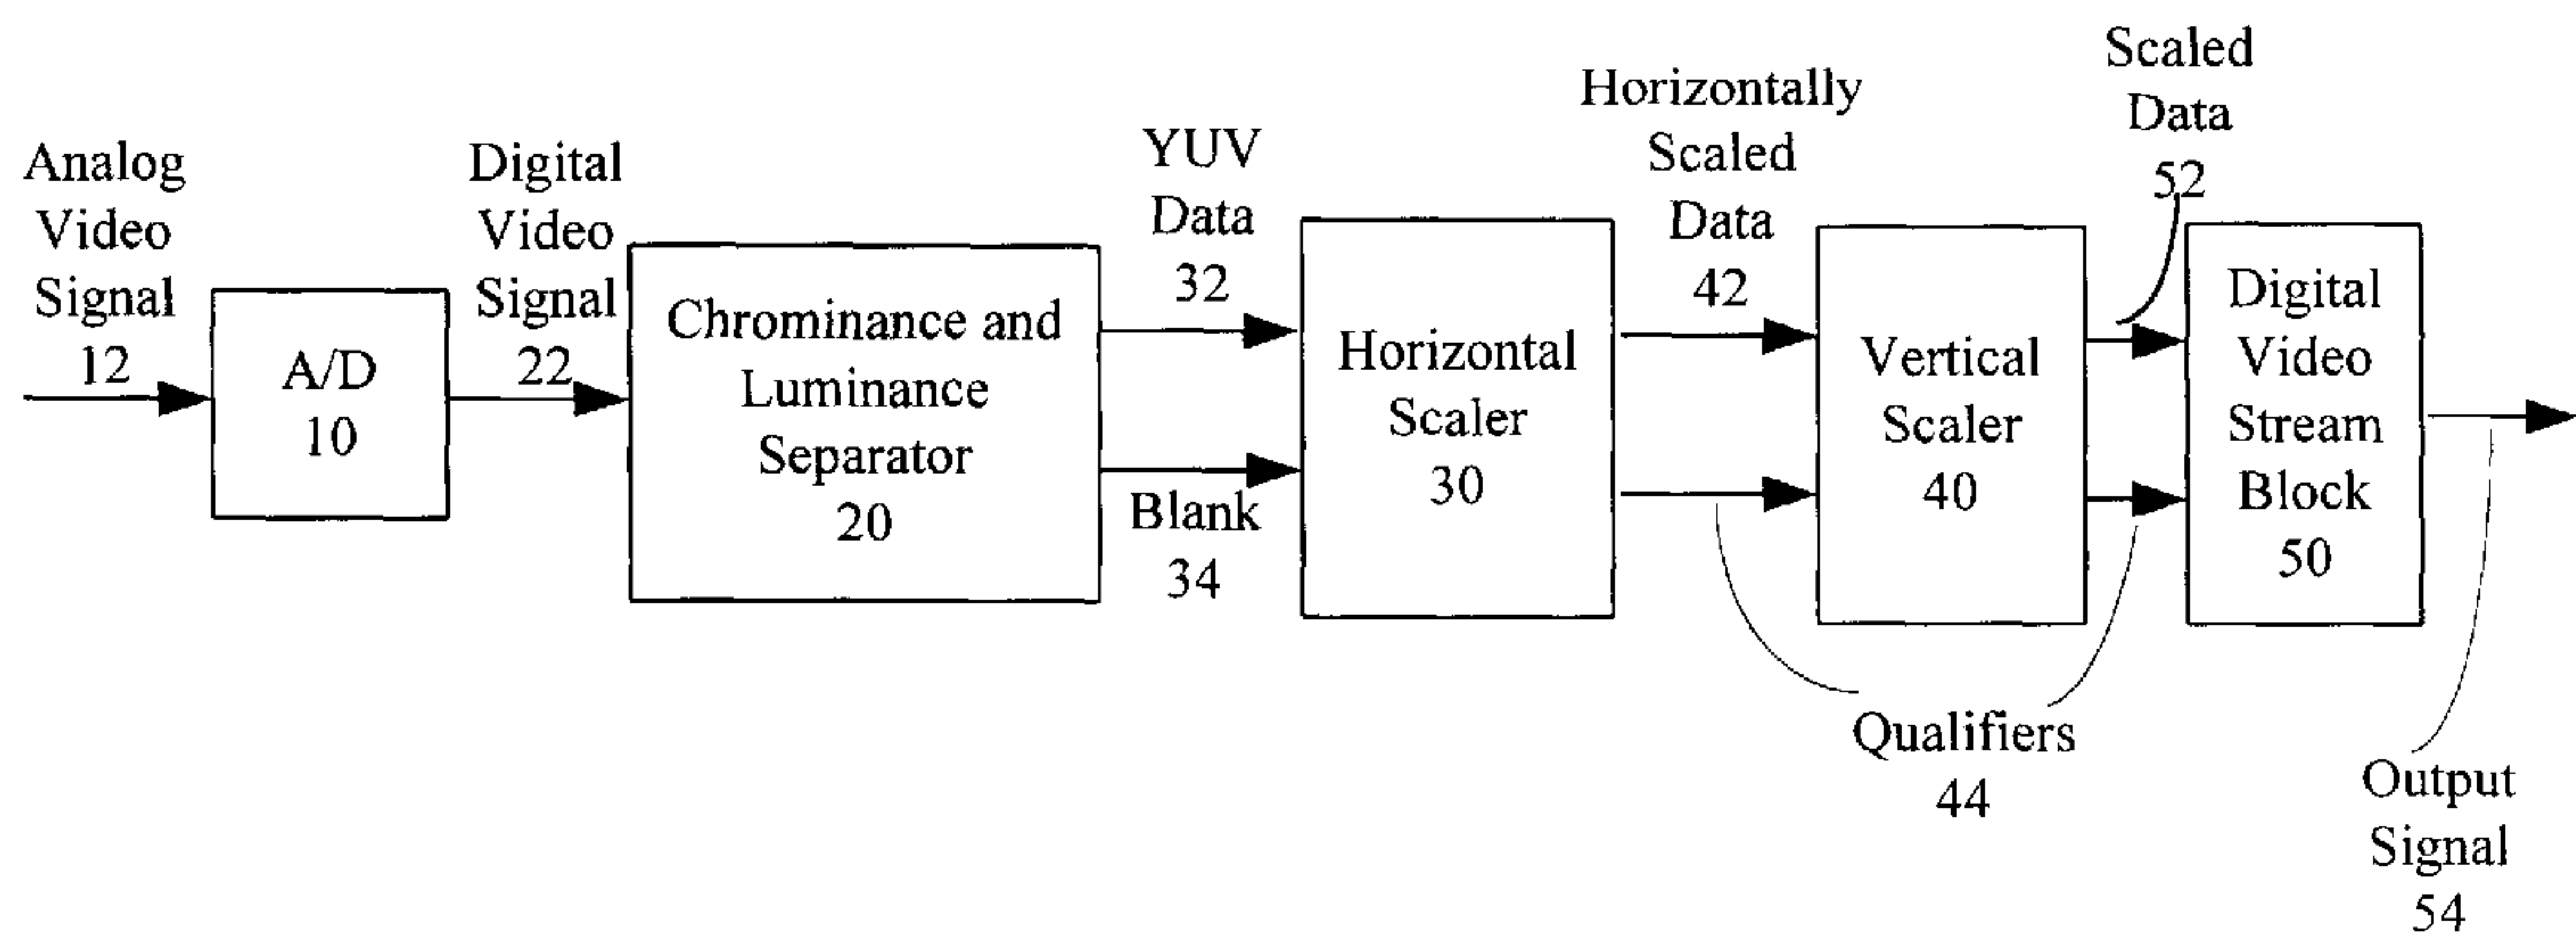 Analog
Video
Signal
12
A/D
10
Digital
Video
Signal
22
Chrominance and
Luminance
Separator
20
YUV
Data
32
Blank
34
Horizontal
Scaler
30
Horizontally
Scaled
Data
42
Vertical
Scaler
40
Qualifiers
44
Scaled
Data
52
Digital
Video
Stream
Block
50
Output
Signal
54